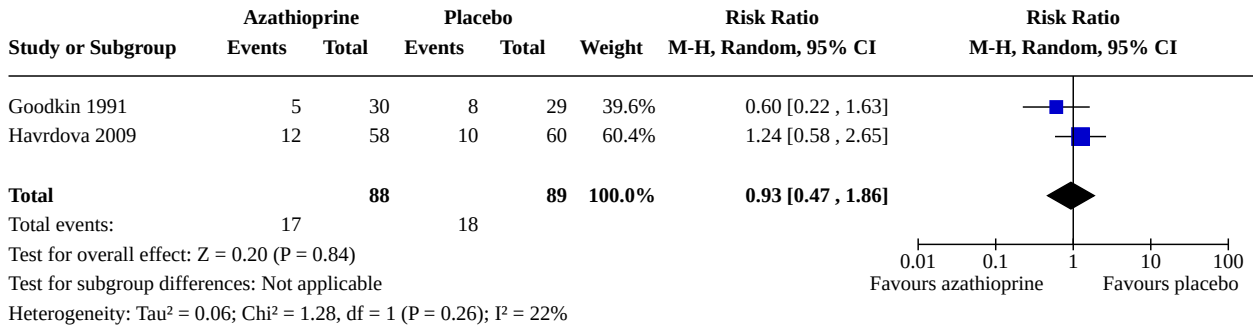 Azathioprine Placebo Risk Ratio Risk Ratio
Study or Subgroup Events Total Events Total Weight M-H, Random, 95% CI M-H, Random, 95% CI
Goodkin 1991 5 30 8 29 39.6% 0.60 [0.22 , 1.63]
Havrdova 2009 12 58 10 60 60.4% 1.24 [0.58 , 2.65]
Total 88 89 100.0% 0.93 [0.47 , 1.86]
Total events: 17 18
Test for overall effect: Z = 0.20 (P = 0.84)
0.01 0.1 1 10 100
Test for subgroup differences: Not applicable
Favours azathioprine Favours placebo
Heterogeneity: Tau² = 0.06; Chi² = 1.28, df = 1 (P = 0.26); I² = 22%